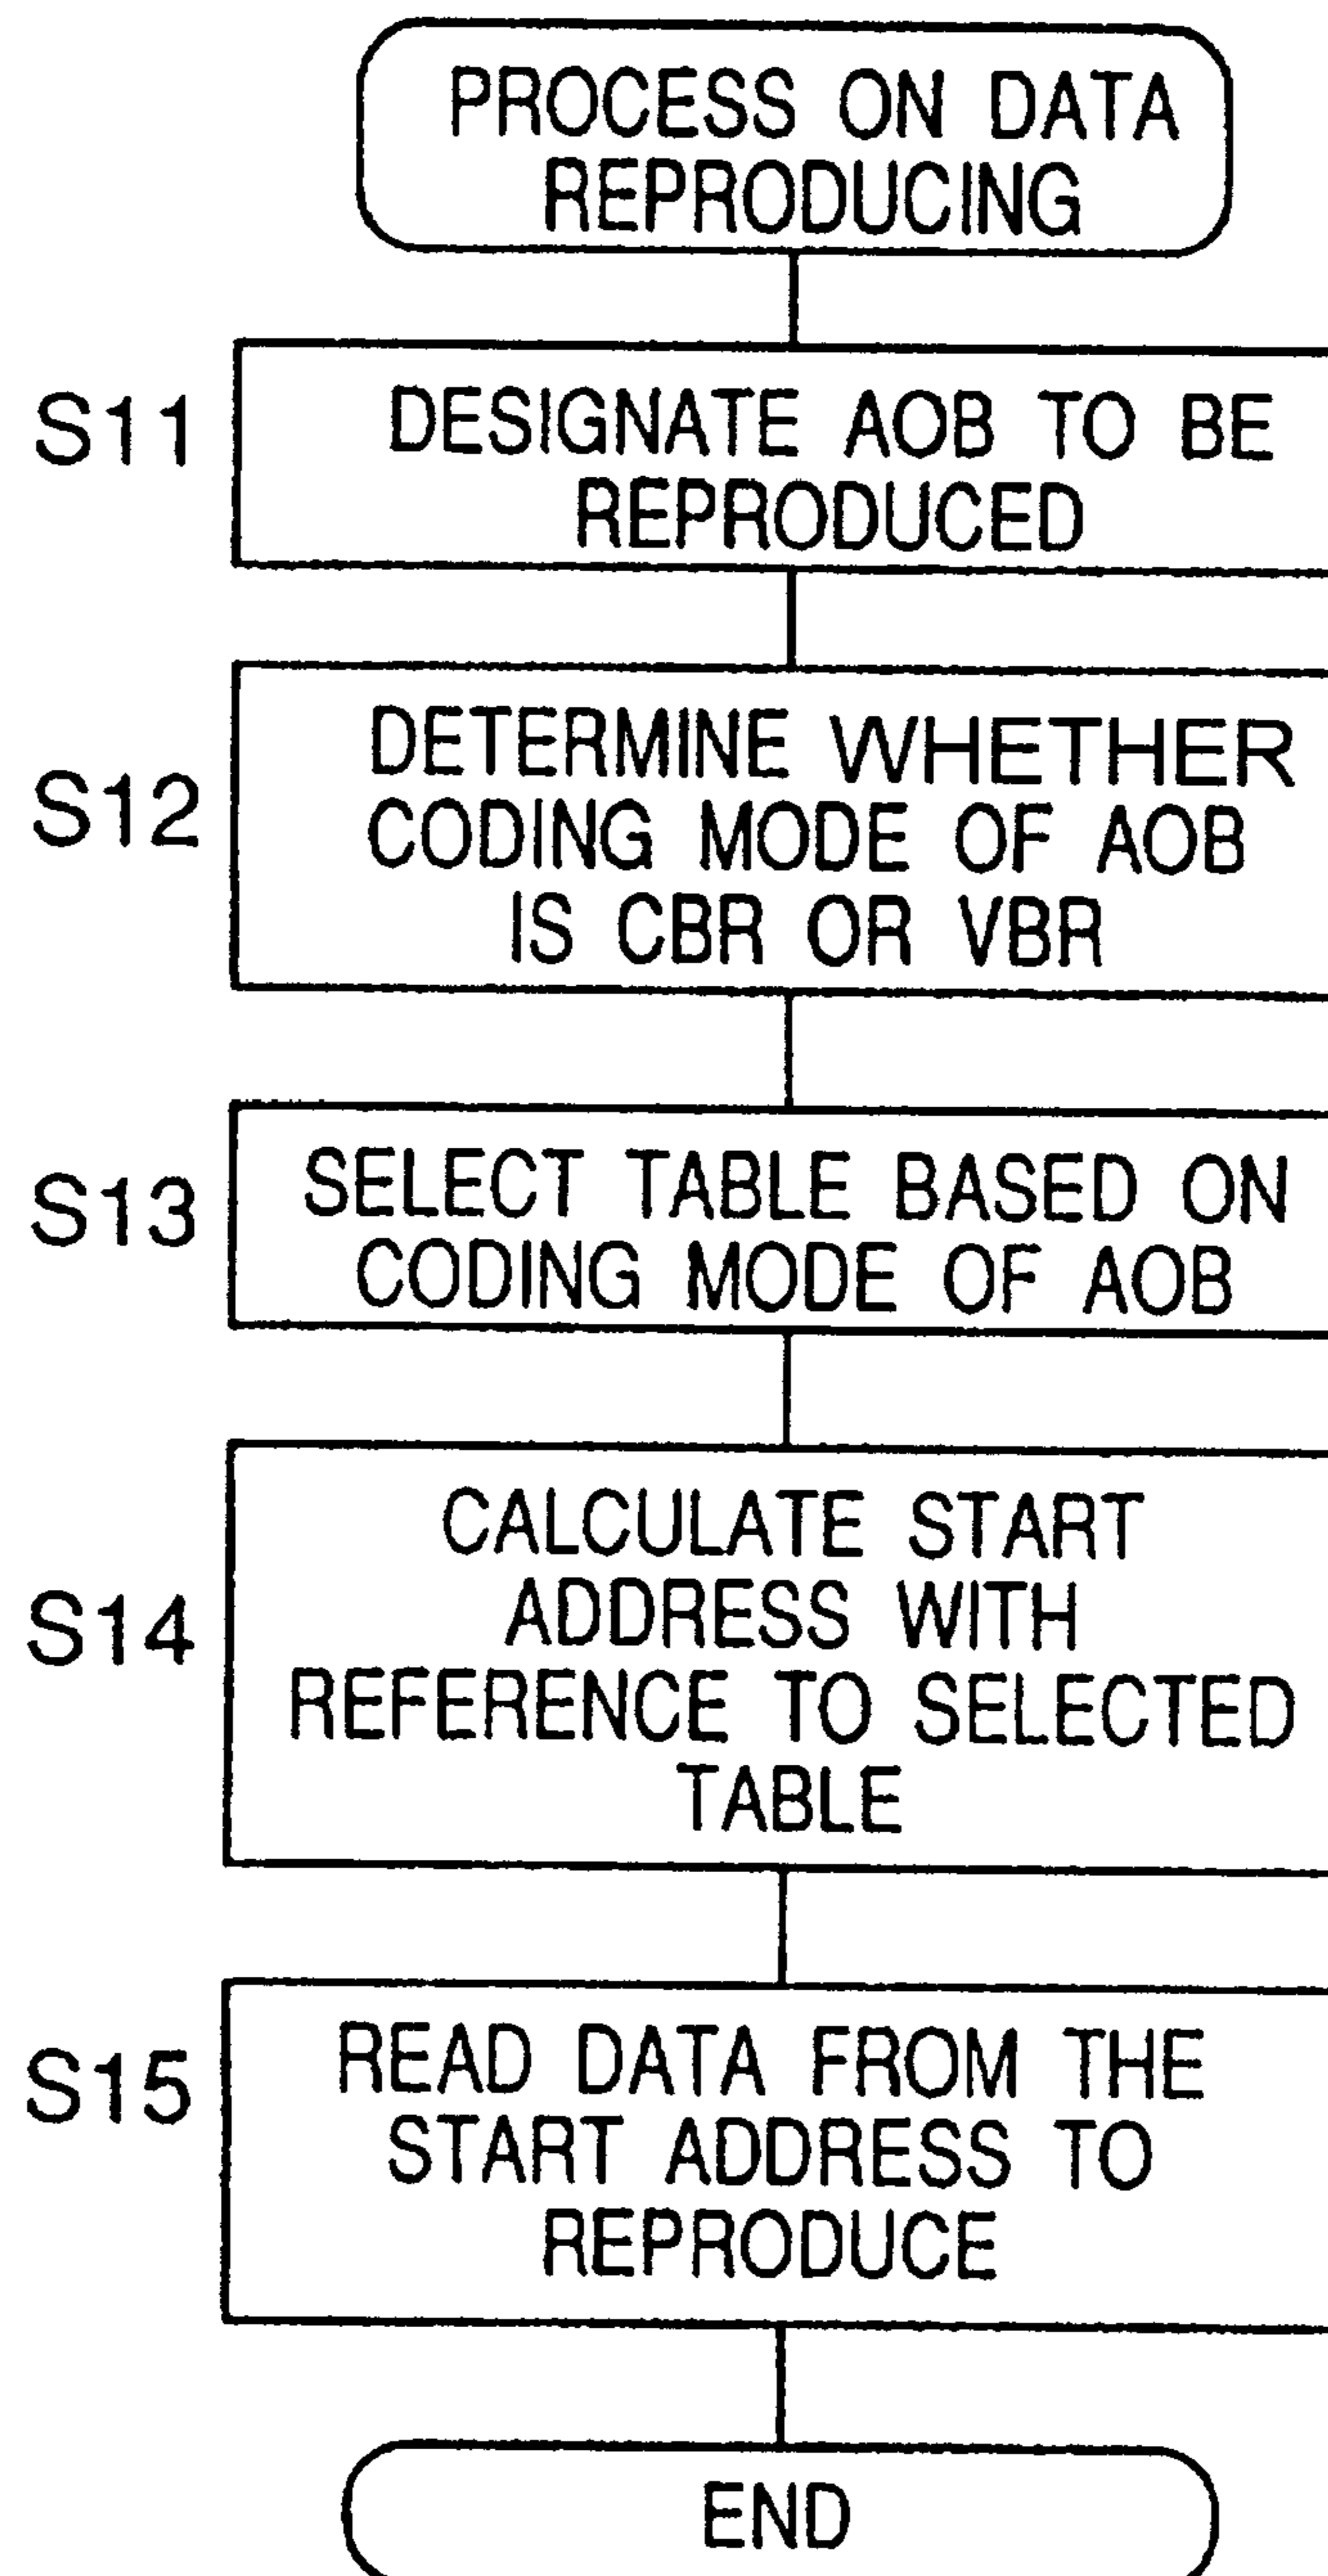 PROCESS ON DATA
REPRODUCING
S11
DESIGNATE AOB TO BE
REPRODUCED
S12
DETERMINE WHETHER
CODING MODE OF AOB
IS CBR OR VBR
S13
SELECT TABLE BASED ON
CODING MODE OF AOB
S14
CALCULATE START
ADDRESS WITH
REFERENCE TO SELECTED
TABLE
S15
READ DATA FROM THE
START ADDRESS TO
REPRODUCE
END